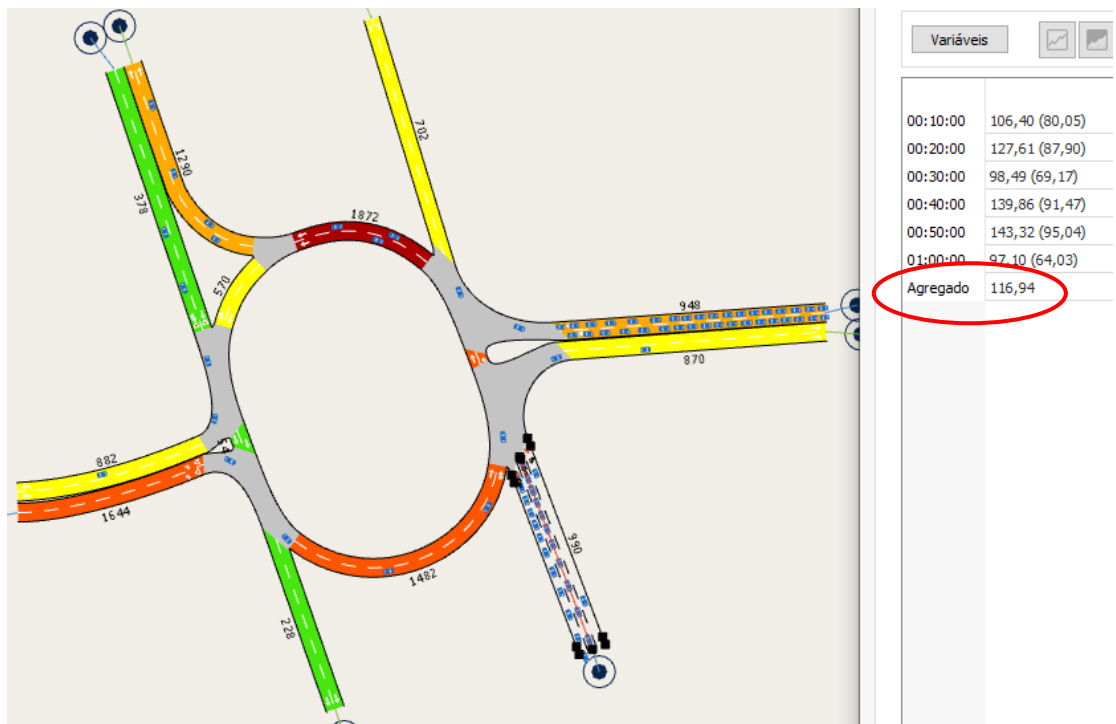 Variáveis
00:10:00 106,40 (80,05)
00:20:00 127,61 (87,90)
00:30:00 98,49 (69,17)
00:40:00 139,86 (91,47)
00:50:00 143,32 (95,04)
01:00:00 97,10 (64,03)
Agregado 116,94
702
1290
378
1872
570
948
870
882
54
1644
990
1482
228